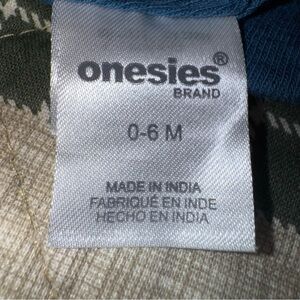 onesies®
BRAND
0-6 M
MADE IN INDIA
FABRIQUÉ EN INDE
HECHO EN INDIA